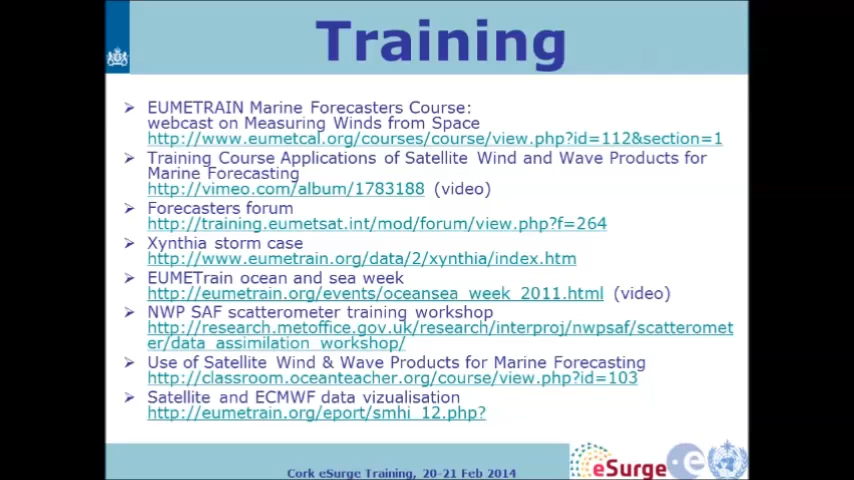 Training
➢ EUMETRAIN Marine Forecasters Course:
webcast on Measuring Winds from Space
http://www.eumetcal.org/courses/course/view.php?id=112&section=1
➢ Training Course Applications of Satellite Wind and Wave Products for
Marine Forecasting
http://vimeo.com/album/1783188 (video)
➢ Forecasters forum
http://training.eumetsat.int/mod/forum/view.php?f=264
➢ Xynthia storm case
http://www.eumetrain.org/data/2/xynthia/index.htm
➢ EUMETrain ocean and sea week
http://eumetrain.org/events/oceansea_week_2011.html (video)
➢ NWP SAF scatterometer training workshop
http://research.metoffice.gov.uk/research/interproj/nwpsaf/scatteromet
er/data_assimilation_workshop/
➢ Use of Satellite Wind & Wave Products for Marine Forecasting
http://classroom.oceanteacher.org/course/view.php?id=103
➢ Satellite and ECMWF data vizualisation
http://eumetrain.org/eport/smhi_12.php?
Cork eSurge Training, 20-21 Feb 2014
eSurge
e